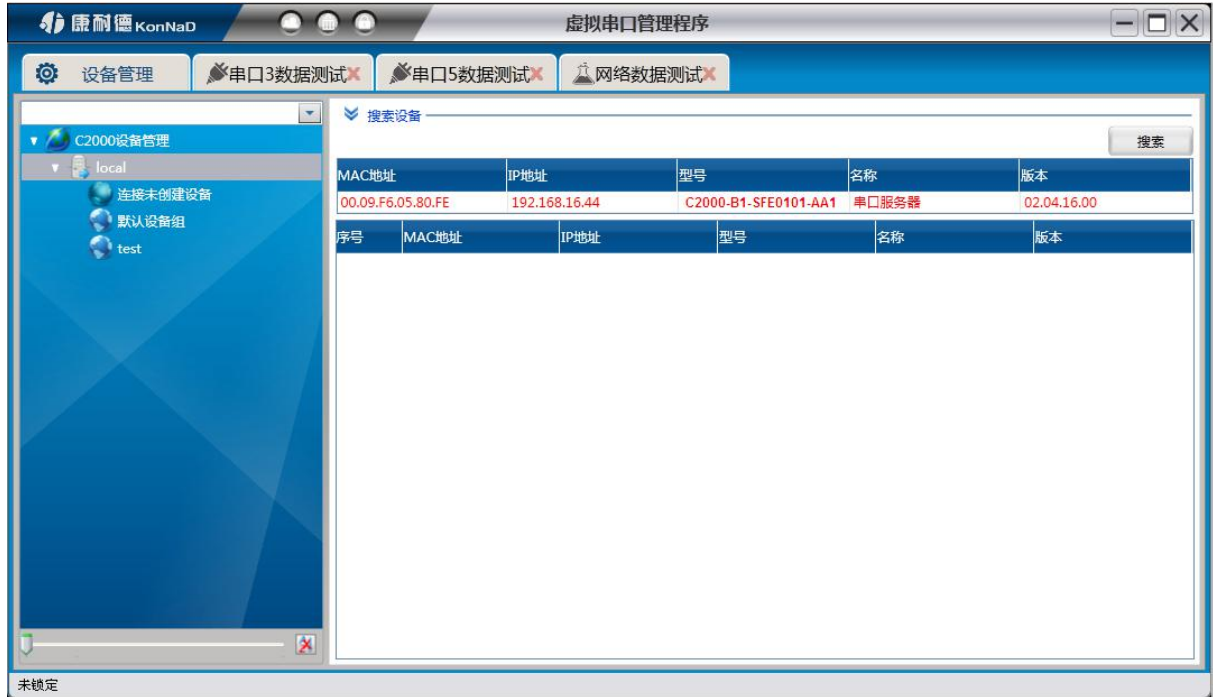 康耐德 KonNaD 虚拟串口管理程序
设备管理 串口3数据测试 串口5数据测试 网络数据测试
搜索设备
C2000设备管理
搜索
local
MAC地址 IP地址 型号 名称 版本
连接未创建设备
00.09.F6.05.80.FE 192.168.16.44 C2000-B1-SFE0101-AA1 串口服务器 02.04.16.00
默认设备组
序号 MAC地址 IP地址 型号 名称 版本
test
未锁定